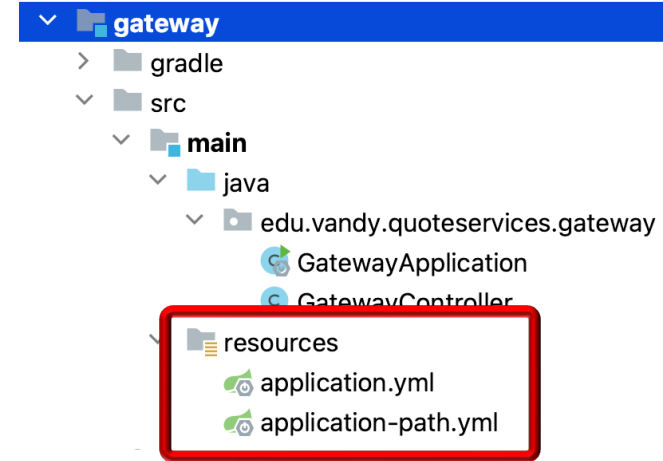 gateway
gradle
src
main
java
edu.vandy.quoteservices.gateway
GatewayApplication
GatewayController
resources
application.yml
application-path.yml